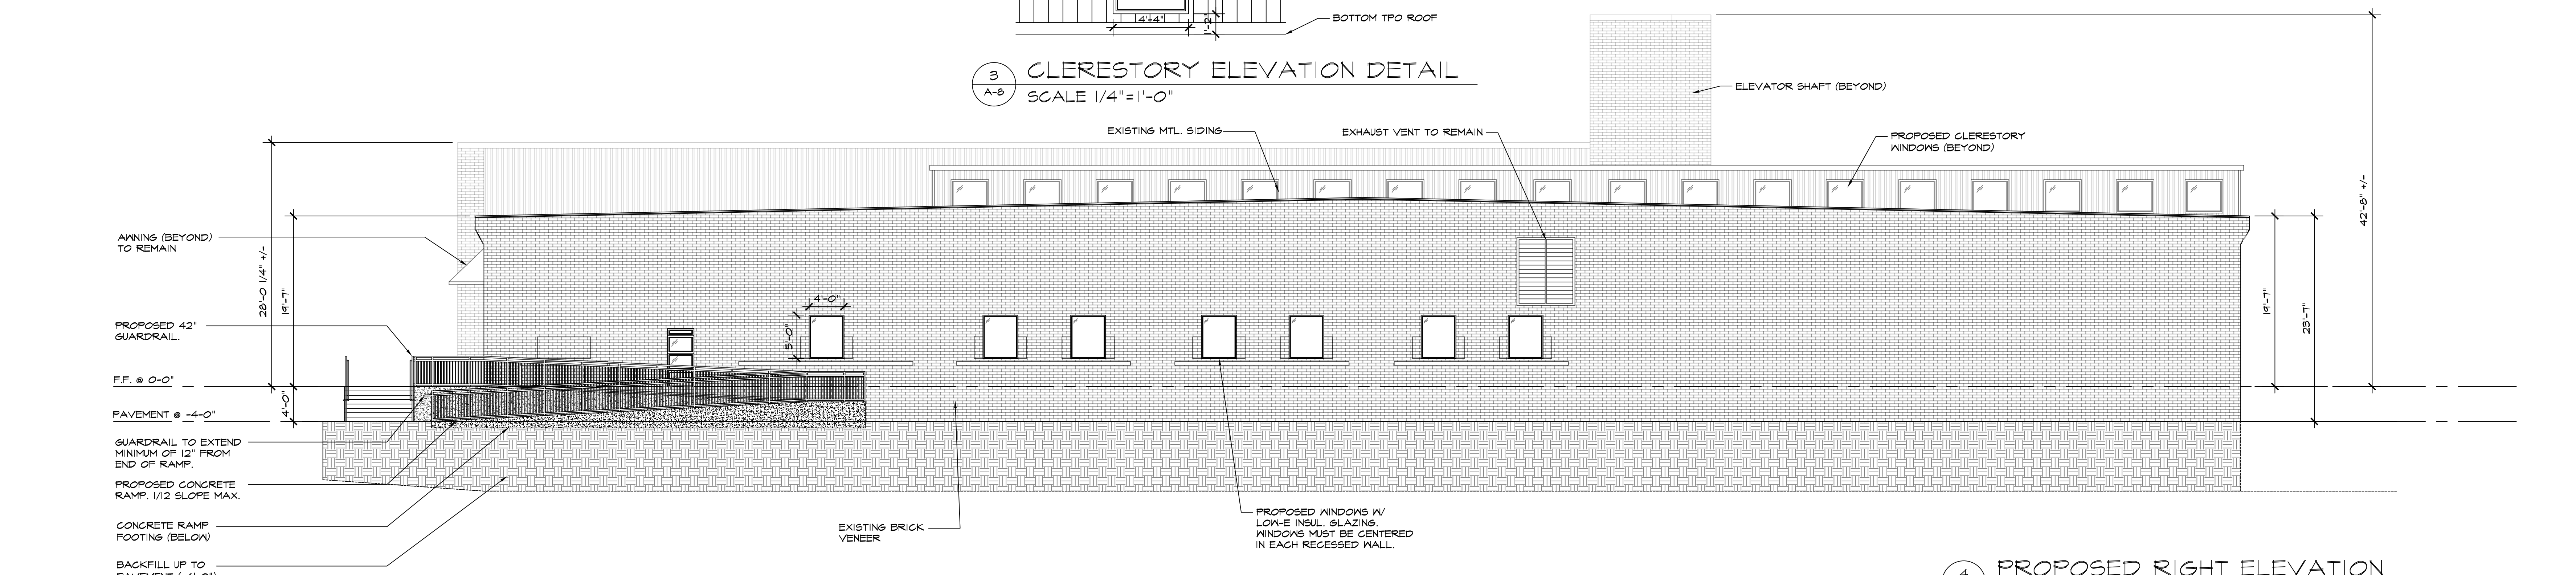 4'-4"
1'-2"
BOTTOM TPO ROOF
3
A-8
CLERESTORY ELEVATION DETAIL
SCALE 1/4"=1'-0"
ELEVATOR SHAFT (BEYOND)
EXISTING MTL. SIDING
EXHAUST VENT TO REMAIN
PROPOSED CLERESTORY
WINDOWS (BEYOND)
42'-8" +/-
AWNING (BEYOND)
TO REMAIN
28'-0 1/4" +/-
19'-7"
4'-0"
5'-0"
19'-7"
23'-7"
PROPOSED 42"
GUARDRAIL.
F.F. @ 0-0"
4'-0"
PAVEMENT @ -4-0"
GUARDRAIL TO EXTEND
MINIMUM OF 12" FROM
END OF RAMP.
PROPOSED CONCRETE
RAMP. 1/12 SLOPE MAX.
CONCRETE RAMP
FOOTING (BELOW)
EXISTING BRICK
VENEER
PROPOSED WINDOWS W/
LOW-E INSUL. GLAZING.
WINDOWS MUST BE CENTERED
IN EACH RECESSED WALL.
BACKFILL UP TO
4
PROPOSED RIGHT ELEVATION